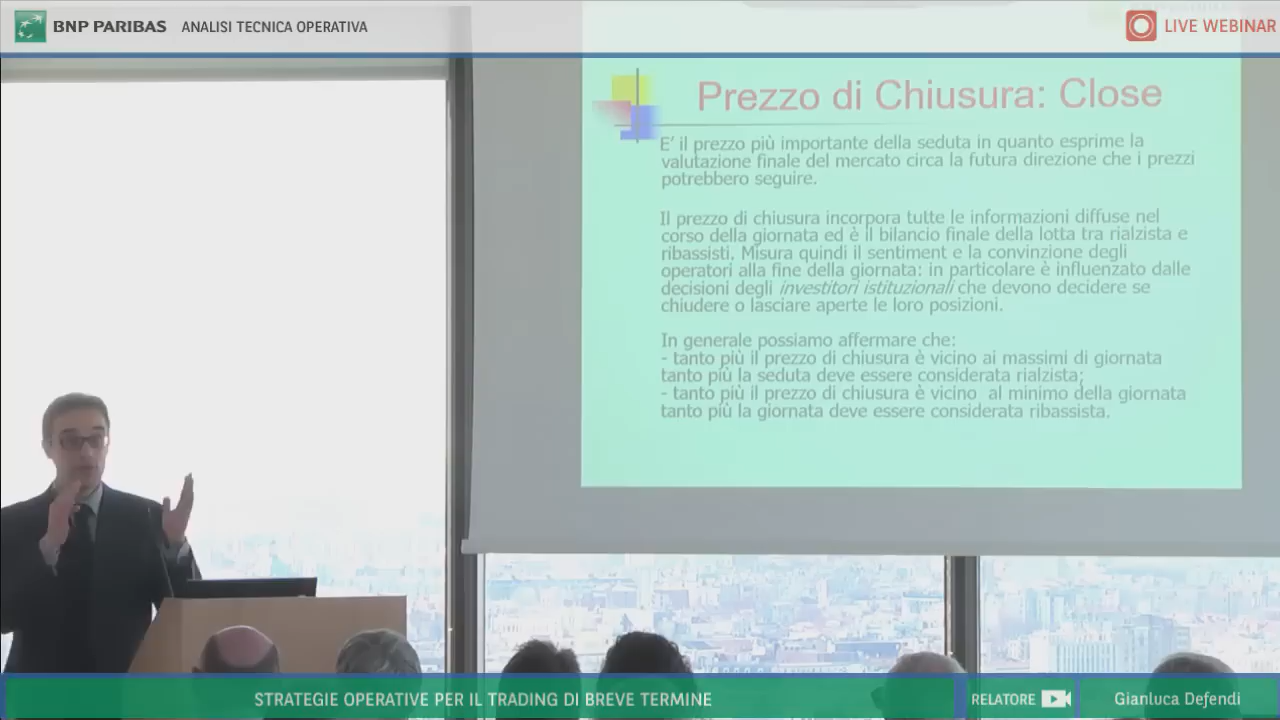 BNP PARIBAS ANALISI TECNICA OPERATIVA
LIVE WEBINAR
Prezzo di Chiusura: Close
E' il prezzo più importante della seduta in quanto esprime la
valutazione finale del mercato circa la futura direzione che i prezzi
potrebbero seguire.
Il prezzo di chiusura incorpora tutte le informazioni diffuse nel
corso della giornata ed è il bilancio finale della lotta tra rialzista e
ribassisti. Misura quindi il sentiment e la convinzione degli
operatori alla fine della giornata: in particolare è influenzato dalle
decisioni degli investitori istituzionali che devono decidere se
chiudere o lasciare aperte le loro posizioni.
In generale possiamo affermare che:
- tanto più il prezzo di chiusura è vicino ai massimi di giornata
tanto più la seduta deve essere considerata rialzista;
- tanto più il prezzo di chiusura è vicino al minimo della giornata
tanto più la giornata deve essere considerata ribassista.
STRATEGIE OPERATIVE PER IL TRADING DI BREVE TERMINE
RELATORE
Gianluca Defendi